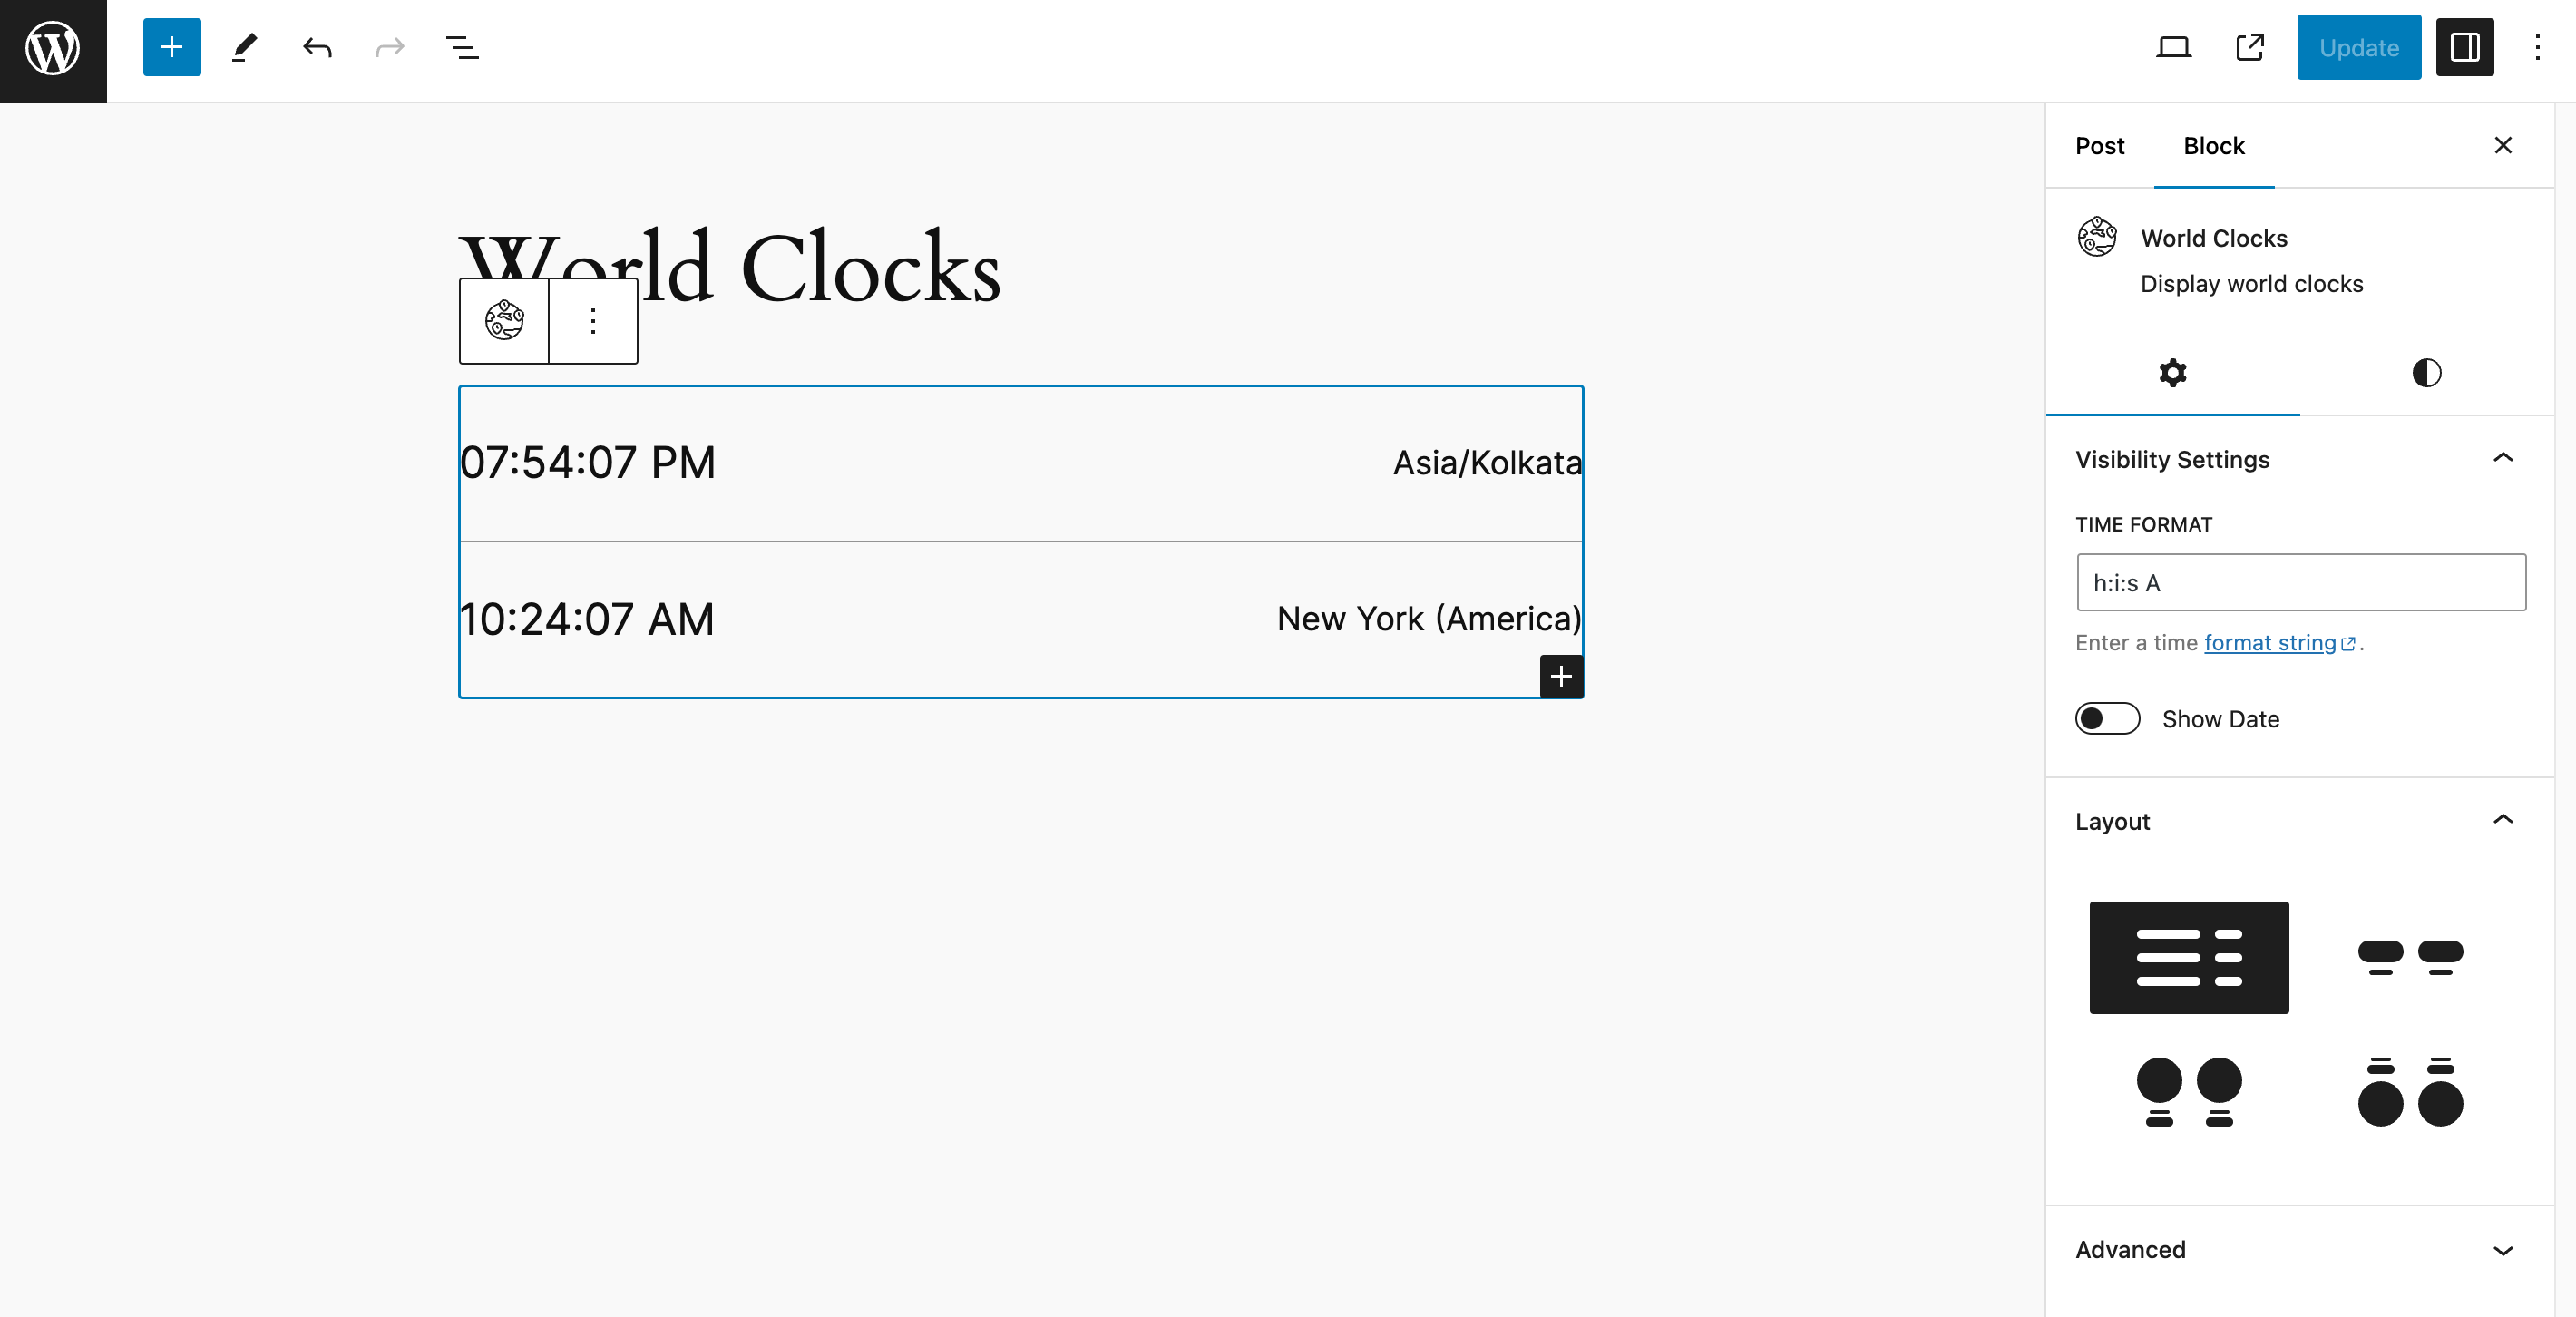 Update
Post
Block
World Clocks
World Clocks
Display world clocks
07:54:07 PM
Asia/Kolkata
10:24:07 AM
New York (America)
Visibility Settings
TIME FORMAT
h:i:s A
Enter a time format string.
Show Date
Layout
Advanced